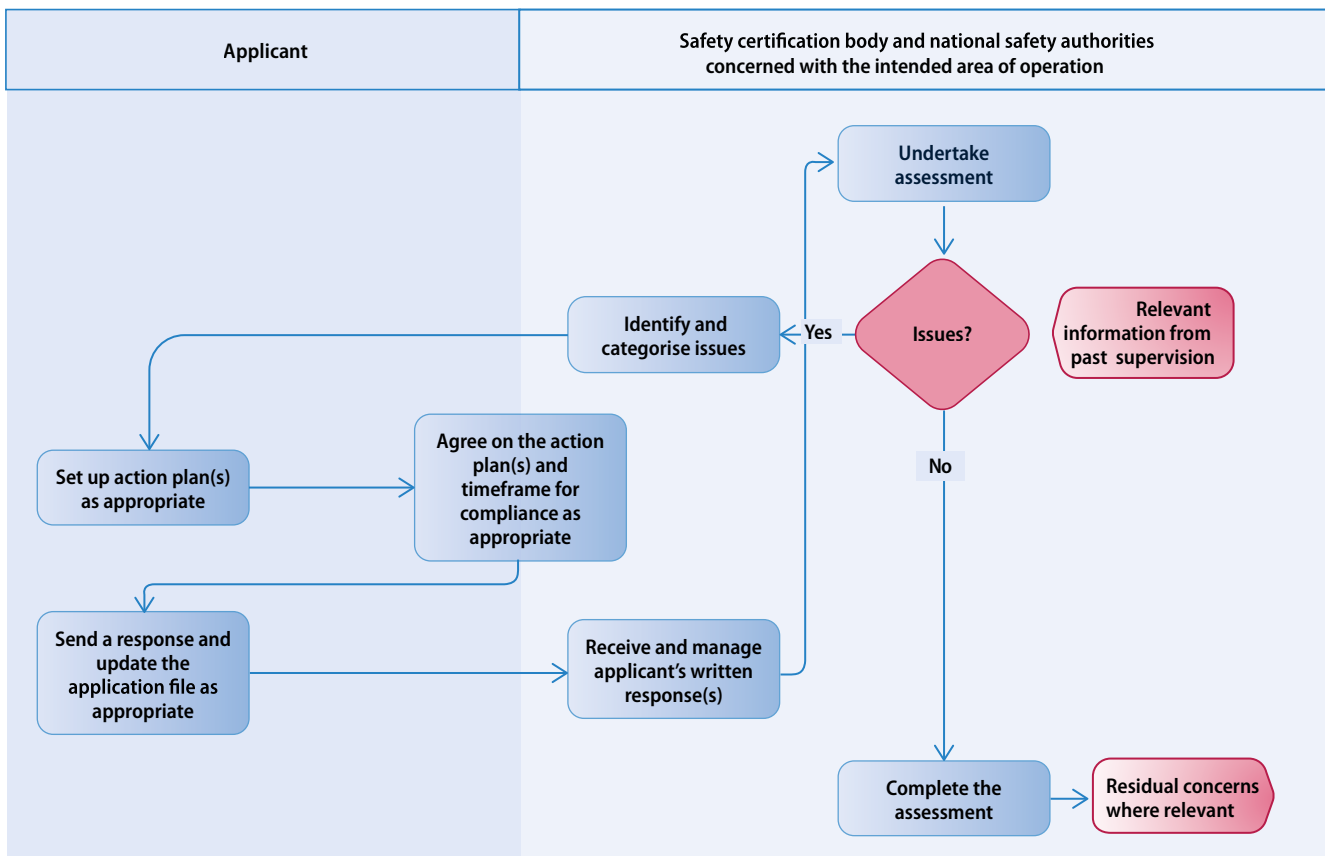 Applicant
Safety certification body and national safety authorities
concerned with the intended area of operation
Undertake
assessment
Issues?
Relevant
information from
past supervision
Yes
Identify and
categorise issues
Set up action plan(s)
as appropriate
Agree on the action
plan(s) and
timeframe for
compliance as
appropriate
No
Send a response and
update the
application file as
appropriate
Receive and manage
applicant's written
response(s)
Complete the
assessment
Residual concerns
where relevant